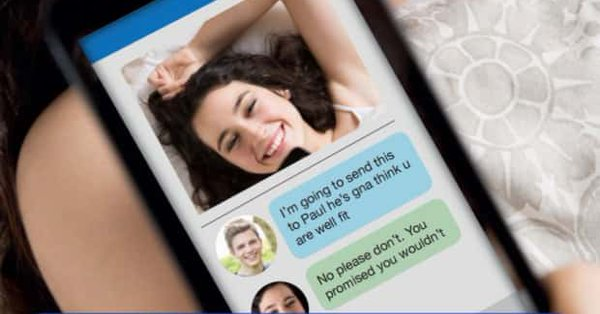 I'm going to send this
to Paul he's gna think u
are well fit
No please don't. You
promised you wouldn't